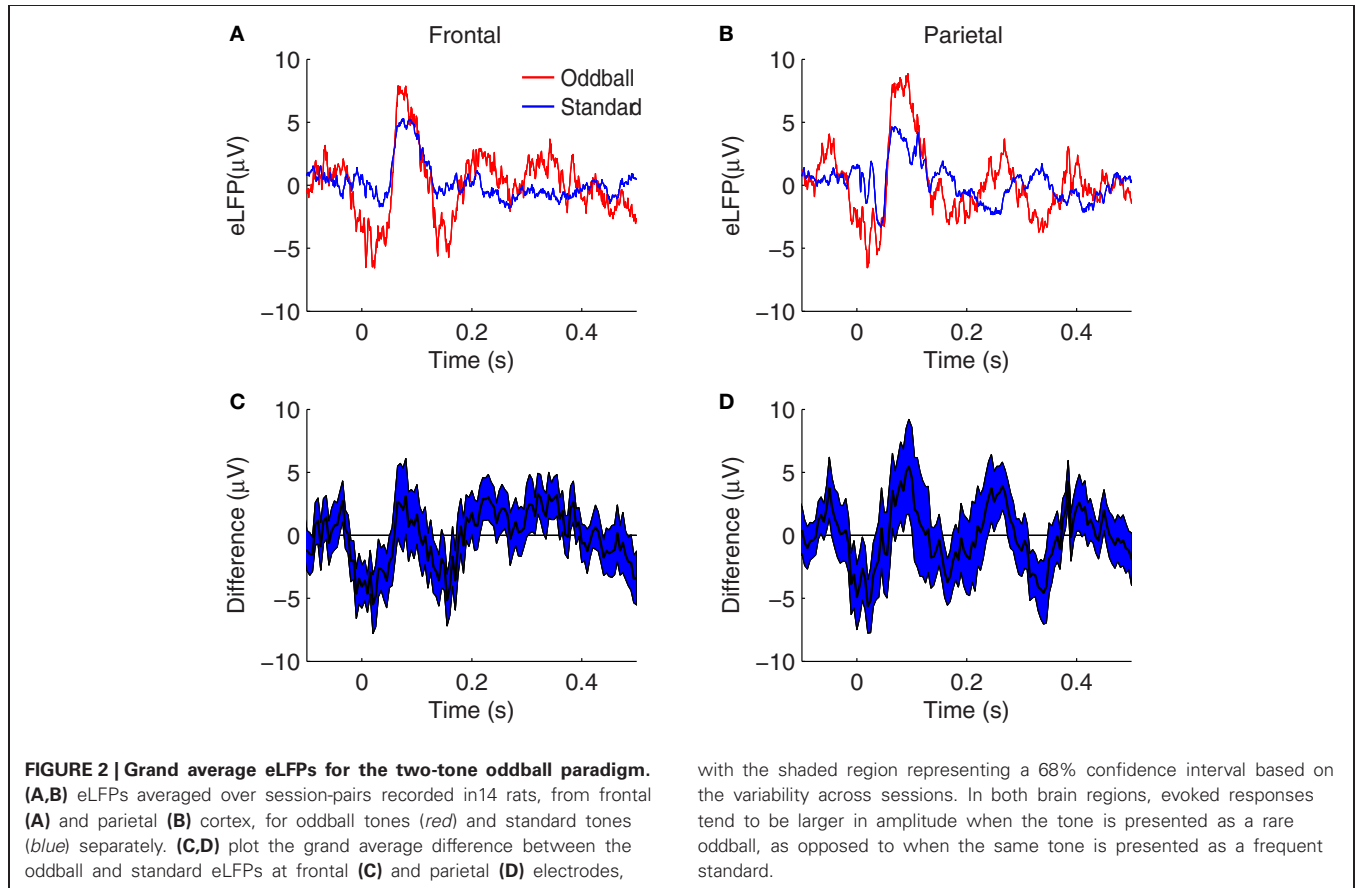 A
Frontal
10
5
0
−5
−10
eLFP(μV)
Oddball
Standard
0
0.2
0.4
Time (s)
B
Parietal
10
5
0
−5
−10
eLFP(μV)
0
0.2
0.4
Time (s)
C
10
5
0
−5
−10
Difference (μV)
0
0.2
0.4
Time (s)
D
10
5
0
−5
−10
Difference (μV)
0
0.2
0.4
Time (s)
FIGURE 2 | Grand average eLFPs for the two-tone oddball paradigm.
(A,B) eLFPs averaged over session-pairs recorded in14 rats, from frontal
(A) and parietal (B) cortex, for oddball tones (red) and standard tones
(blue) separately. (C,D) plot the grand average difference between the
oddball and standard eLFPs at frontal (C) and parietal (D) electrodes,
with the shaded region representing a 68% confidence interval based on
the variability across sessions. In both brain regions, evoked responses
tend to be larger in amplitude when the tone is presented as a rare
oddball, as opposed to when the same tone is presented as a frequent
standard.